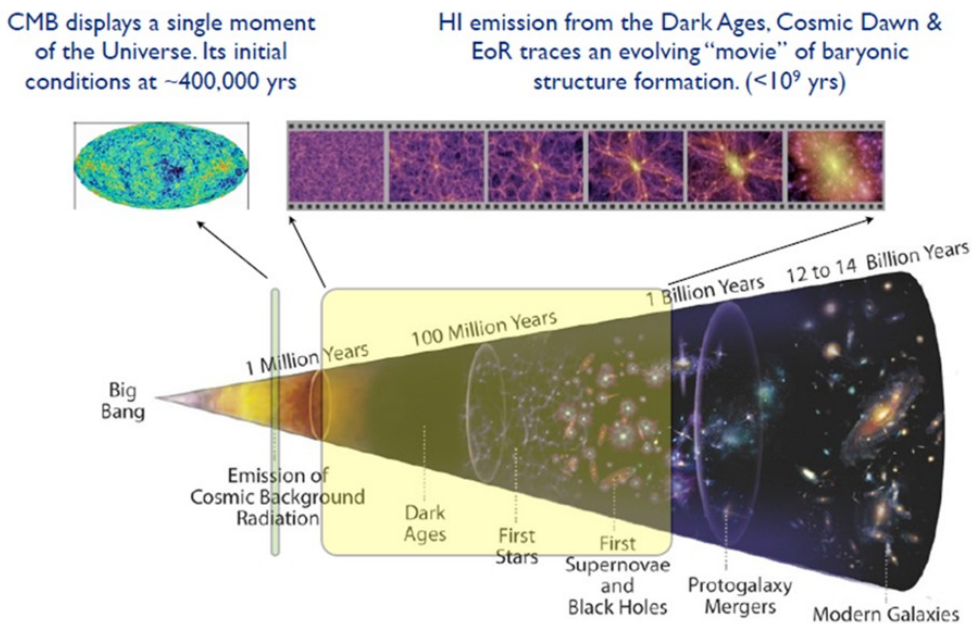 CMB displays a single moment
of the Universe. Its initial
conditions at ~400,000 yrs
HI emission from the Dark Ages, Cosmic Dawn &
EoR traces an evolving “movie” of baryonic
structure formation. (<10⁹ yrs)
1 Million Years
100 Million Years
1 Billion Years
12 to 14 Billion Years
Big
Bang
Emission of
Cosmic Background
Radiation
Dark
Ages
First
Stars
First
Supernovae
and
Black Holes
Protogalaxy
Mergers
Modern Galaxies